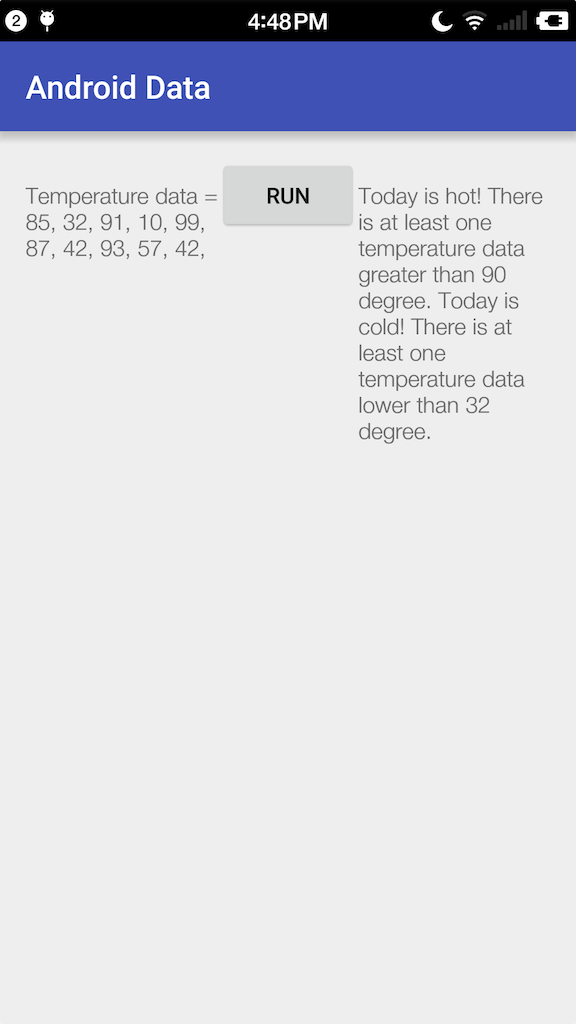 2
4:48PM
Android Data
Temperature data =
85, 32, 91, 10, 99,
87, 42, 93, 57, 42,
RUN
Today is hot! There
is at least one
temperature data
greater than 90
degree. Today is
cold! There is at
least one
temperature data
lower than 32
degree.